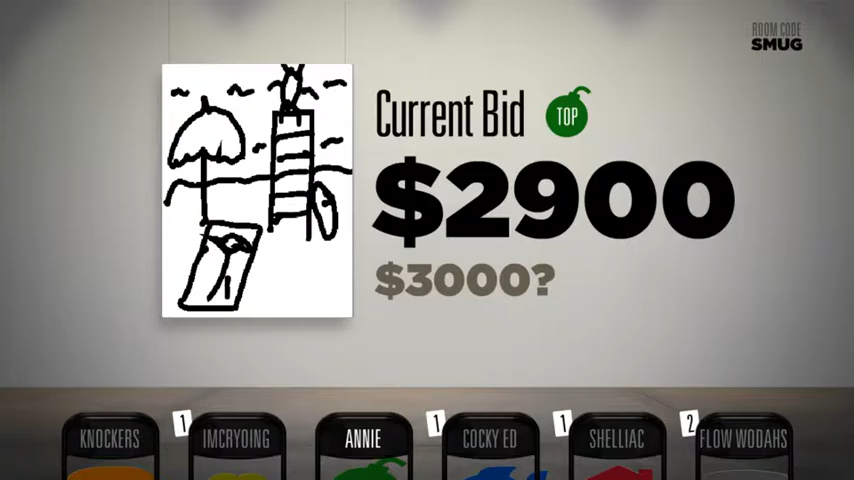 ROOM CODE
SMUG
Current Bid
TOP
$2900
$3000?
1
1
1
2
KNOCKERS
IMCRYOING
ANNIE
COCKY ED
SHELLIAC
FLOW WODAHS